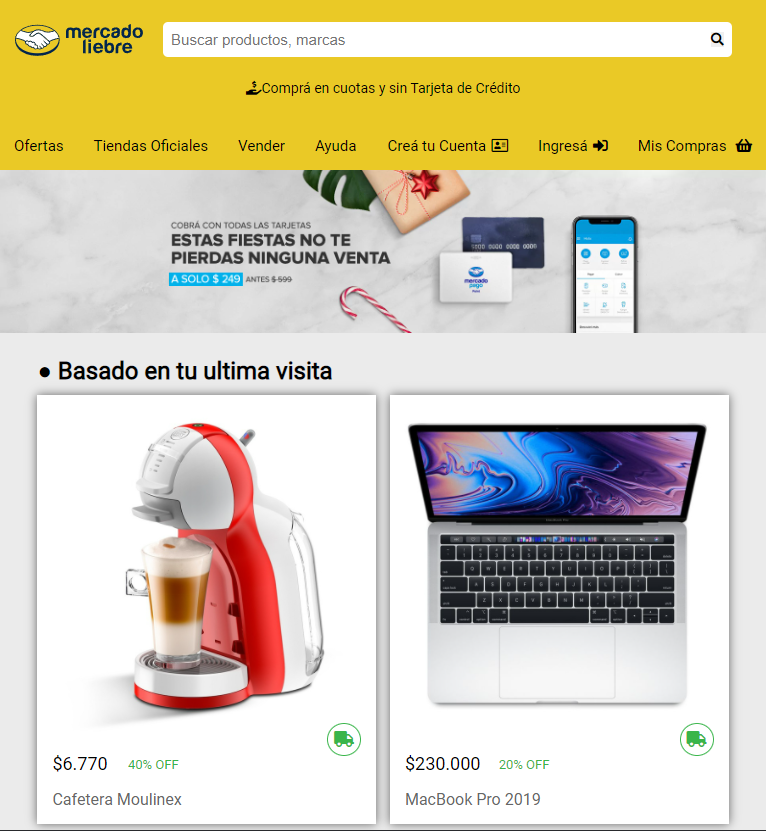 mercado
liebre
Buscar productos, marcas
Comprá en cuotas y sin Tarjeta de Crédito
Ofertas Tiendas Oficiales Vender Ayuda Creá tu Cuenta Ingresá Mis Compras
COBRÁ CON TODAS LAS TARJETAS
ESTAS FIESTAS NO TE
PIERDAS NINGUNA VENTA
A SOLO $ 249 ANTES $ 599
mercado
pago
● Basado en tu ultima visita
$6.770 40% OFF
Cafetera Moulinex
$230.000 20% OFF
MacBook Pro 2019